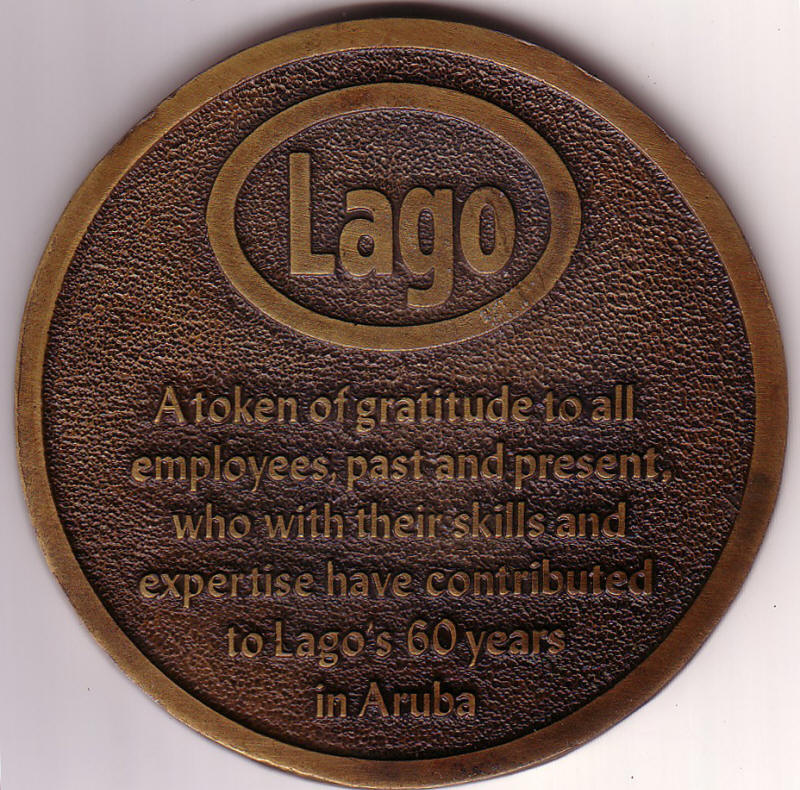 Lago
A token of gratitude to all
employees, past and present,
who with their skills and
expertise have contributed
to Lago's 60 years
in Aruba